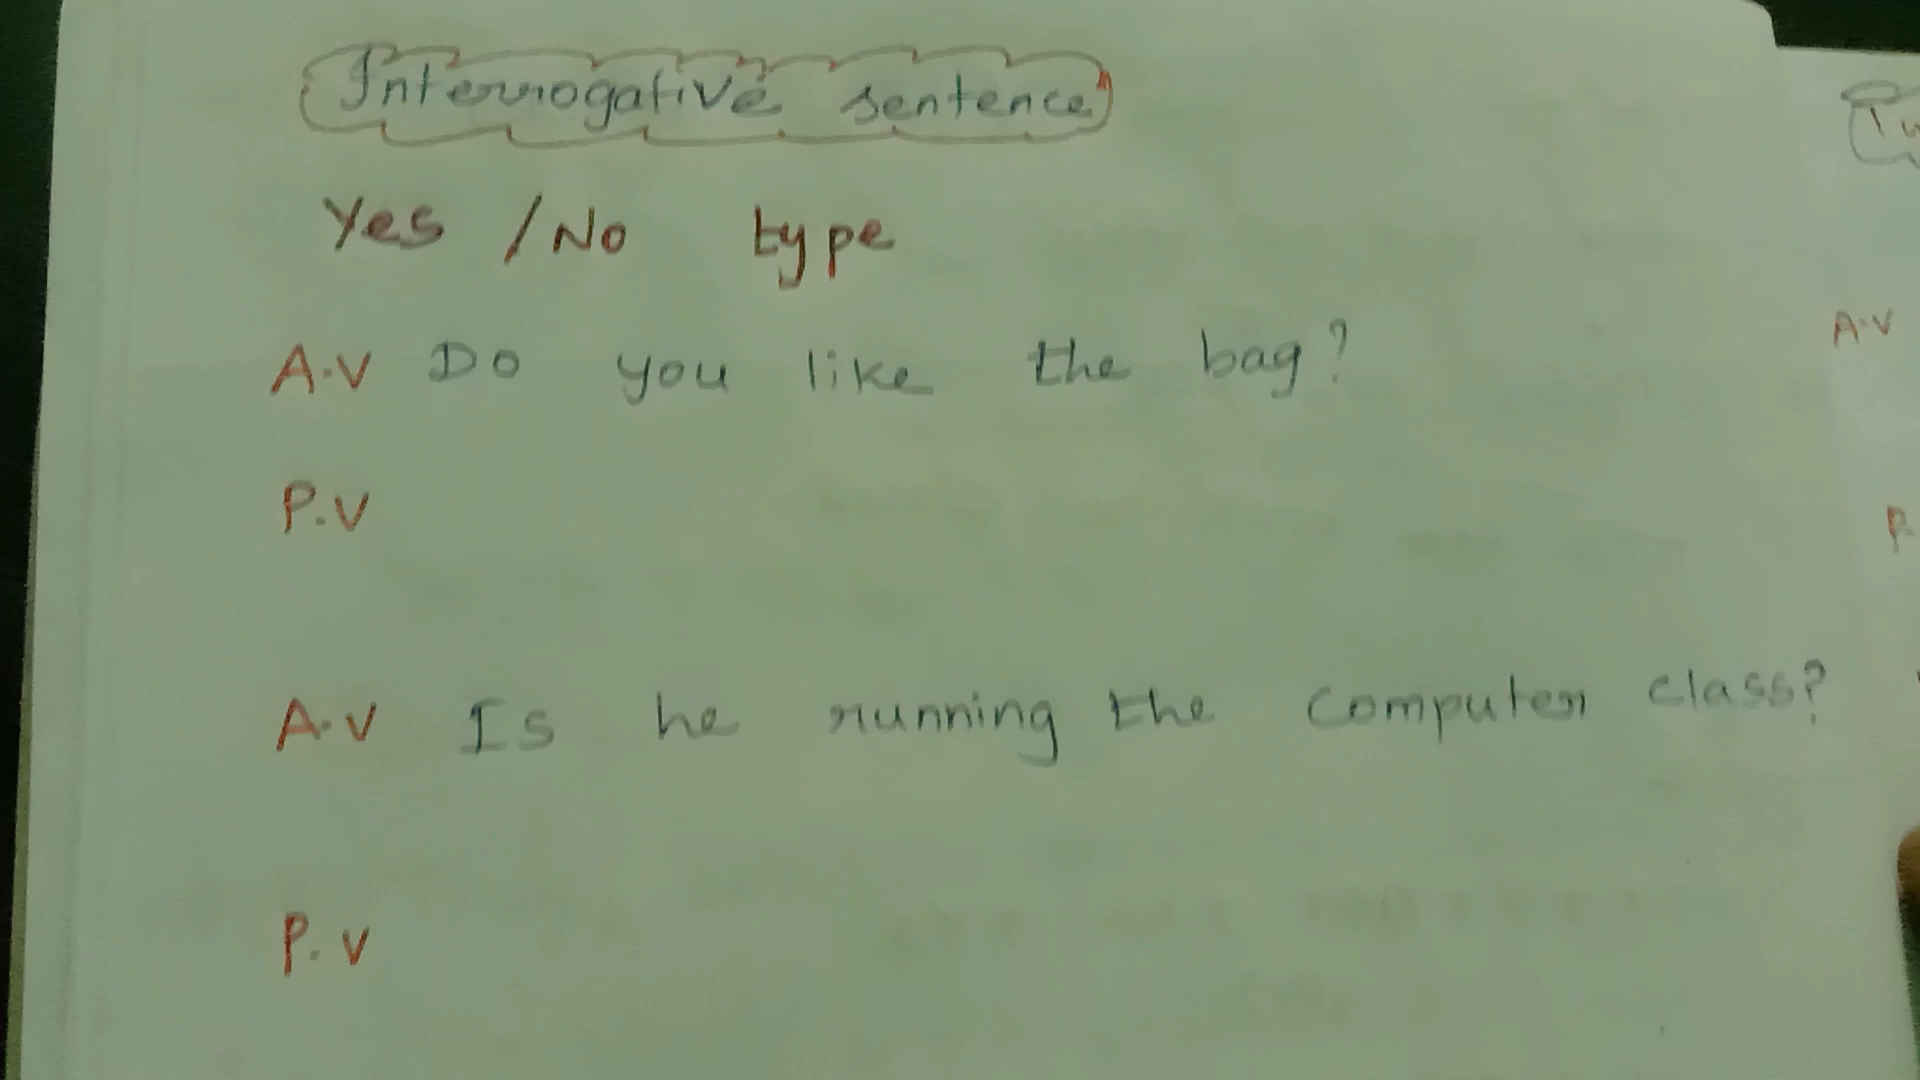 Interrogative sentence
Yes / No type
A.V Do you like the bag?
P.V
A.V Is he running the computer class?
P.V
A.V